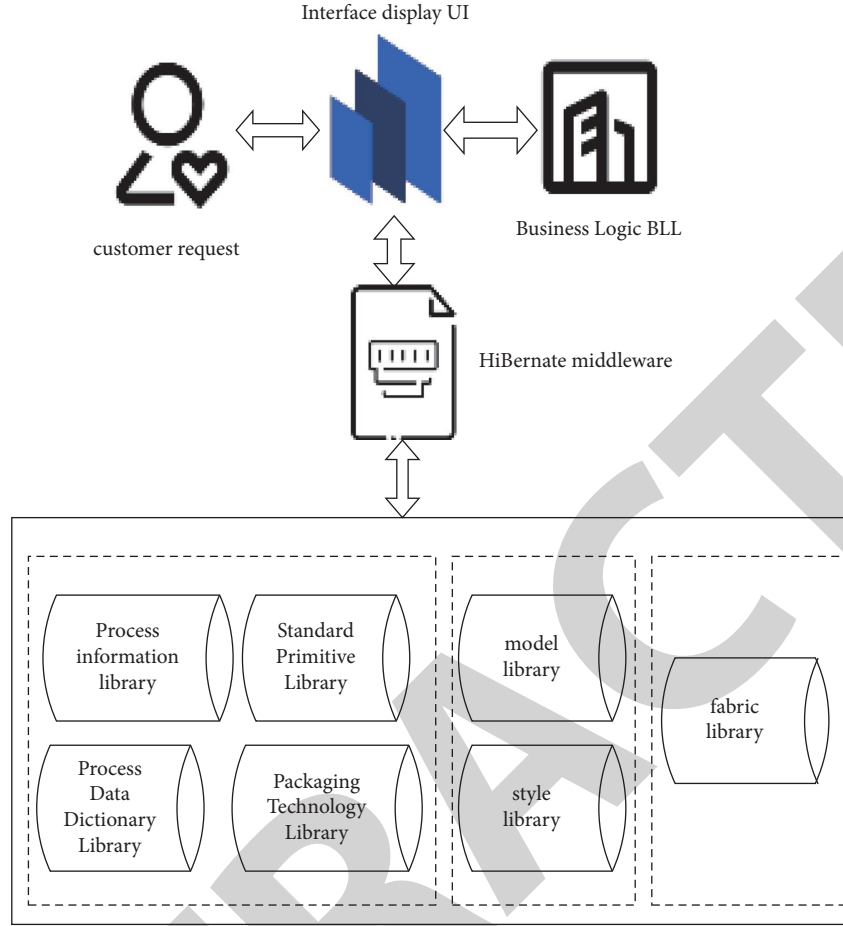 Interface display UI
customer request
Business Logic BLL
HiBernate middleware
Process
information
library
Standard
Primitive
Library
model
library
fabric
library
Process
Data
Dictionary
Library
Packaging
Technology
Library
style
library
RACT